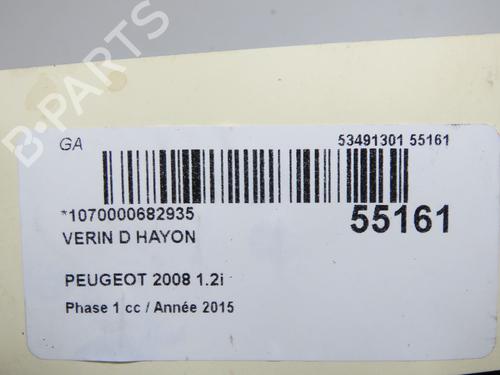 B-PARTS
GA
53491301 55161
*1070000682935
55161
VERIN D HAYON
PEUGEOT 2008 1.2i
Phase 1 cc / Année 2015